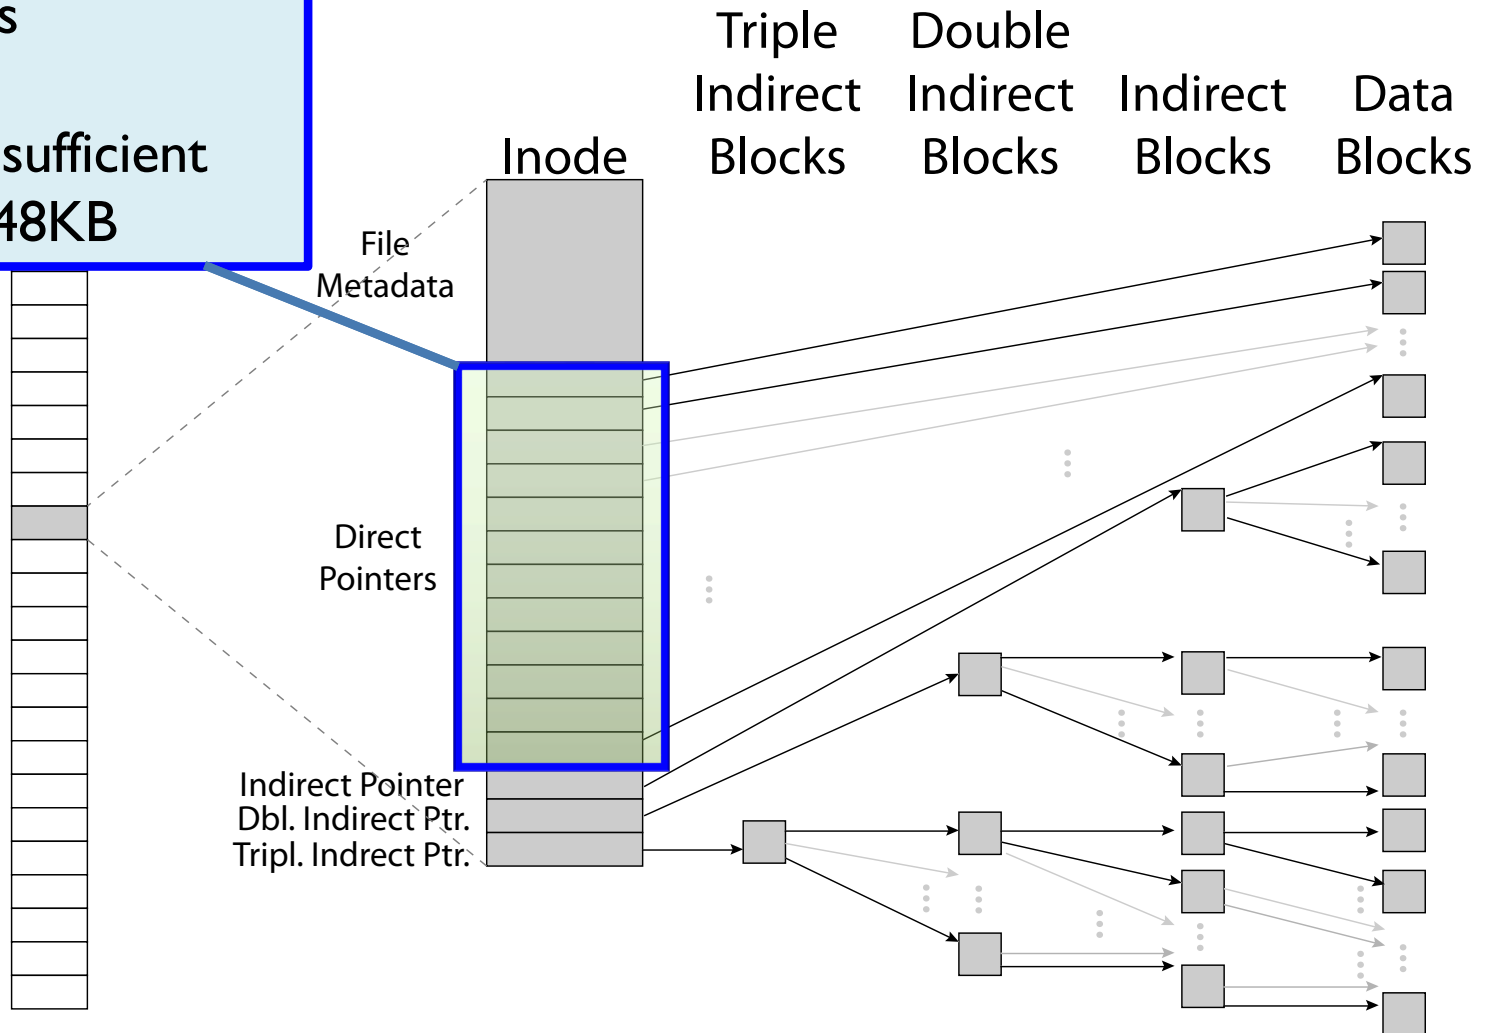 s
sufficient
48KB
Triple
Indirect
Blocks
Double
Indirect
Blocks
Indirect
Blocks
Data
Blocks
Inode
File
Metadata
Direct
Pointers
Indirect Pointer
Dbl. Indirect Ptr.
Tripl. Indrect Ptr.